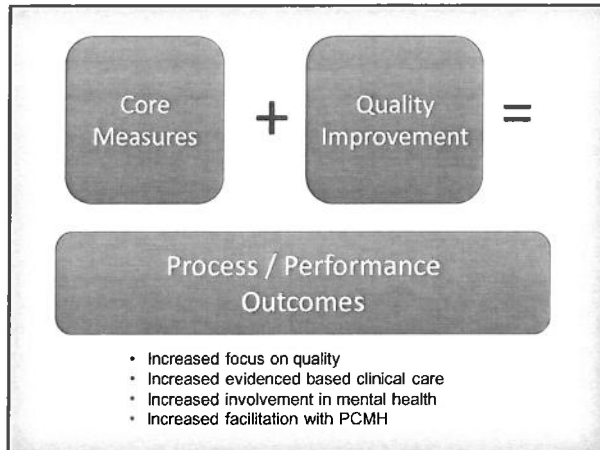 Core
Measures
+
Quality
Improvement
=
Process / Performance
Outcomes
• Increased focus on quality
• Increased evidenced based clinical care
• Increased involvement in mental health
• Increased facilitation with PCMH